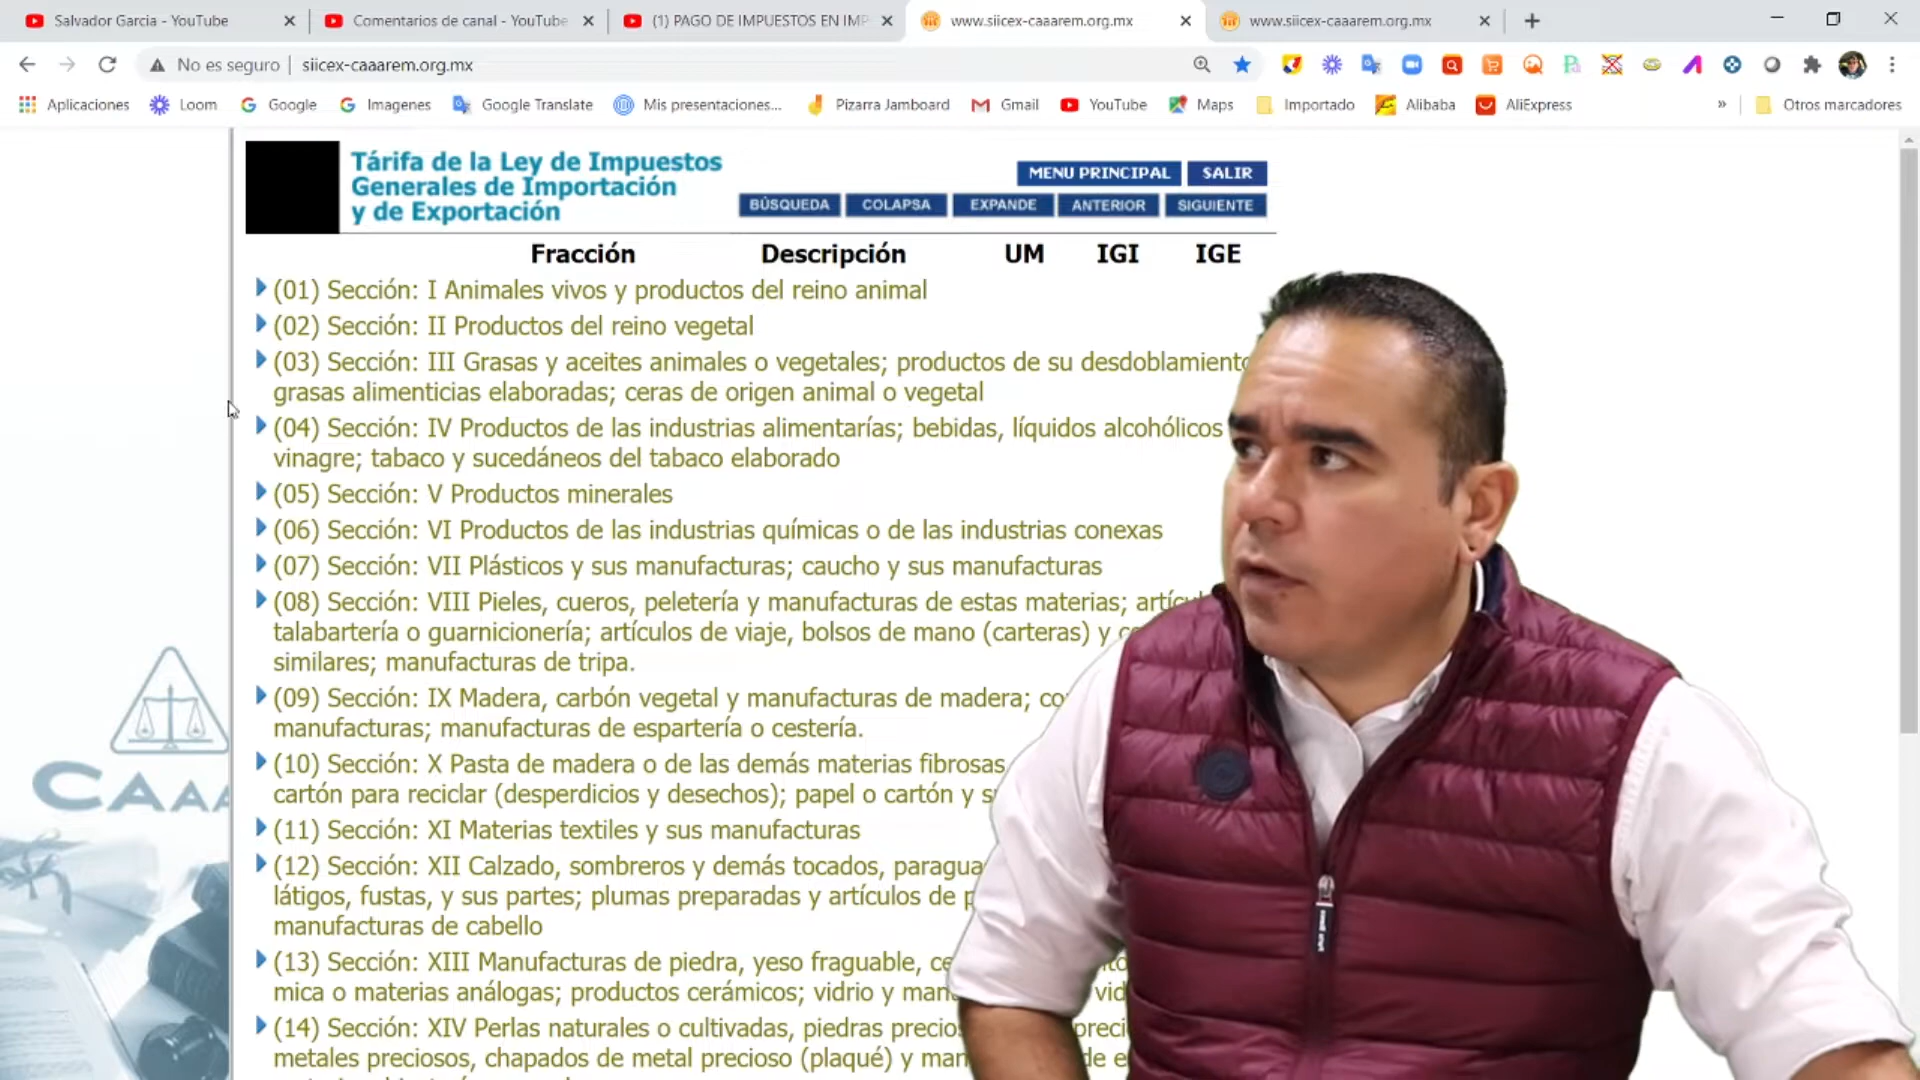 Salvador Garcia - YouTube
Comentarios de canal - YouTube
(1) PAGO DE IMPUESTOS EN IMP
www.siicex-caaarem.org.mx
www.siicex-caaarem.org.mx
No es seguro
siicex-caaarem.org.mx
Aplicaciones
Loom
Google
Imagenes
Google Translate
Mis presentaciones...
Pizarra Jamboard
Gmail
YouTube
Maps
Importado
Alibaba
AliExpress
»
Otros marcadores
Tárifa de la Ley de Impuestos
Generales de Importación
y de Exportación
MENU PRINCIPAL
SALIR
BÚSQUEDA
COLAPSA
EXPANDE
ANTERIOR
SIGUIENTE
Fracción Descripción UM IGI IGE
(01) Sección: I Animales vivos y productos del reino animal
(02) Sección: II Productos del reino vegetal
(03) Sección: III Grasas y aceites animales o vegetales; productos de su desdoblamiento
grasas alimenticias elaboradas; ceras de origen animal o vegetal
(04) Sección: IV Productos de las industrias alimentarías; bebidas, líquidos alcohólicos
vinagre; tabaco y sucedáneos del tabaco elaborado
(05) Sección: V Productos minerales
(06) Sección: VI Productos de las industrias químicas o de las industrias conexas
(07) Sección: VII Plásticos y sus manufacturas; caucho y sus manufacturas
(08) Sección: VIII Pieles, cueros, peletería y manufacturas de estas materias;
talabartería o guarnicionería; artículos de viaje, bolsos de mano (carteras) y
similares; manufacturas de tripa.
(09) Sección: IX Madera, carbón vegetal y manufacturas de madera;
manufacturas; manufacturas de espartería o cestería.
(10) Sección: X Pasta de madera o de las demás materias fibrosas
cartón para reciclar (desperdicios y desechos); papel o cartón y
(11) Sección: XI Materias textiles y sus manufacturas
(12) Sección: XII Calzado, sombreros y demás tocados,
látigos, fustas, y sus partes; plumas preparadas y artículos de
manufacturas de cabello
(13) Sección: XIII Manufacturas de piedra, yeso fraguable,
mica o materias análogas; productos cerámicos; vidrio y
(14) Sección: XIV Perlas naturales o cultivadas, piedras
metales preciosos, chapados de metal precioso (plaqué) y
CAAA